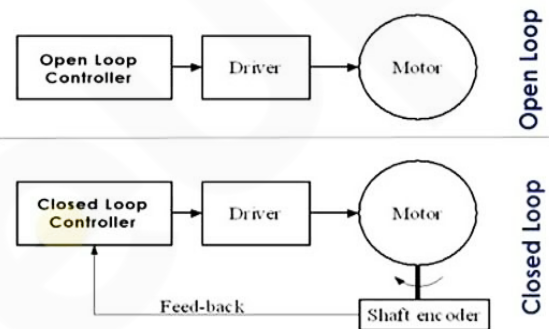 Open Loop
Controller
Driver
Motor
Open Loop
Closed Loop
Controller
Driver
Motor
Closed Loop
Feed-back
Shaft encoder